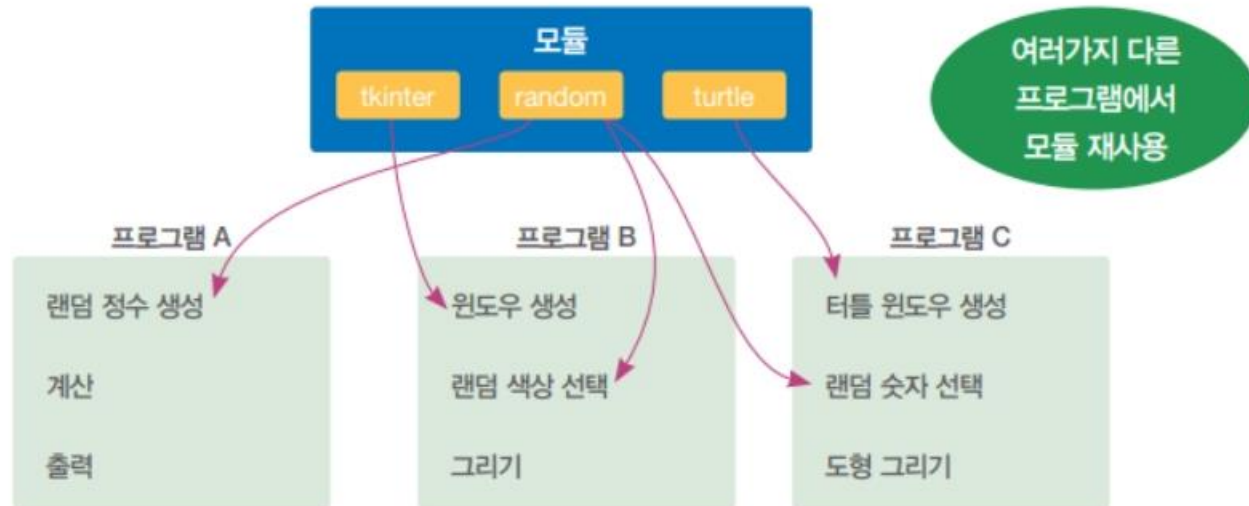 모듈
tkinter
random
turtle
여러가지 다른
프로그램에서
모듈 재사용
프로그램 A
랜덤 정수 생성
계산
출력
프로그램 B
윈도우 생성
랜덤 색상 선택
그리기
프로그램 C
터틀 윈도우 생성
랜덤 숫자 선택
도형 그리기